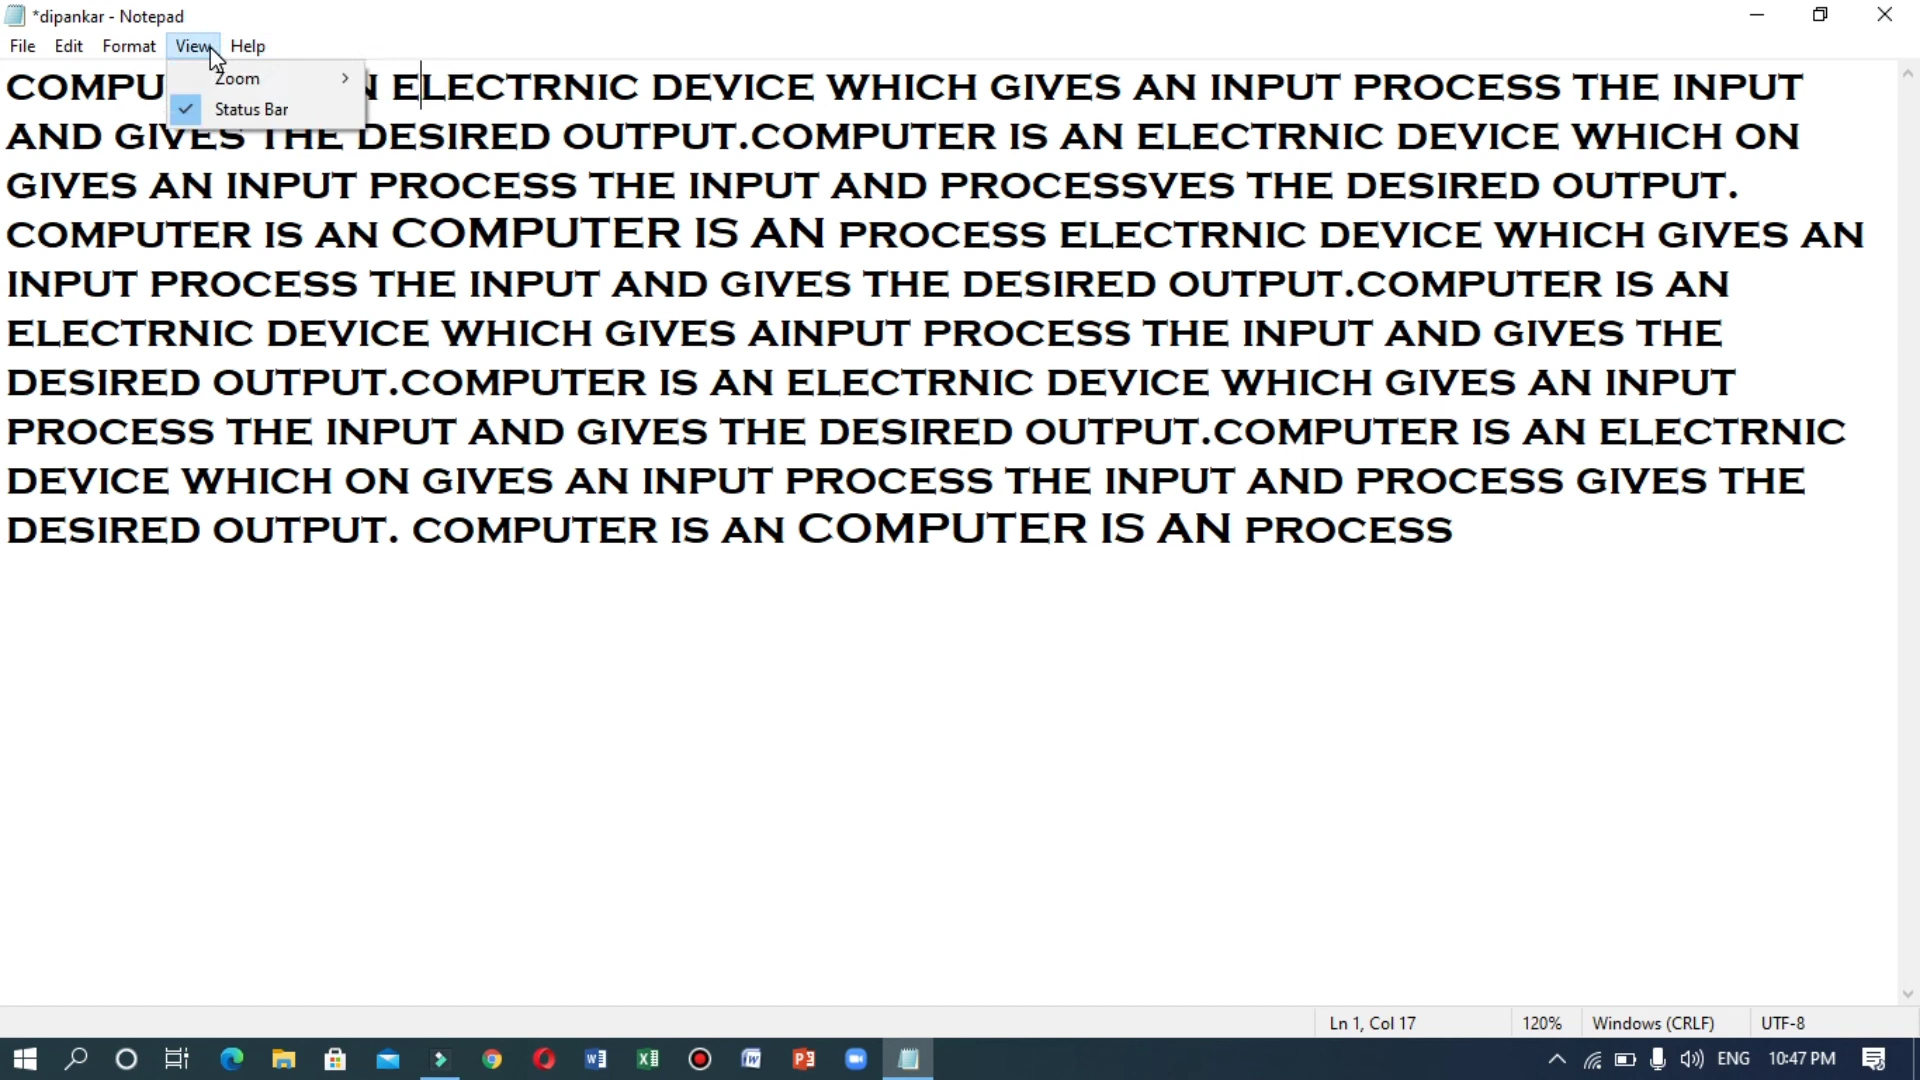 *dipankar - Notepad
File Edit Format View Help
Zoom
Status Bar
COMPU N ELECTRNIC DEVICE WHICH GIVES AN INPUT PROCESS THE INPUT
AND GIVES THE DESIRED OUTPUT.COMPUTER IS AN ELECTRNIC DEVICE WHICH ON
GIVES AN INPUT PROCESS THE INPUT AND PROCESSVES THE DESIRED OUTPUT.
COMPUTER IS AN COMPUTER IS AN PROCESS ELECTRNIC DEVICE WHICH GIVES AN
INPUT PROCESS THE INPUT AND GIVES THE DESIRED OUTPUT.COMPUTER IS AN
ELECTRNIC DEVICE WHICH GIVES AINPUT PROCESS THE INPUT AND GIVES THE
DESIRED OUTPUT.COMPUTER IS AN ELECTRNIC DEVICE WHICH GIVES AN INPUT
PROCESS THE INPUT AND GIVES THE DESIRED OUTPUT.COMPUTER IS AN ELECTRNIC
DEVICE WHICH ON GIVES AN INPUT PROCESS THE INPUT AND PROCESS GIVES THE
DESIRED OUTPUT. COMPUTER IS AN COMPUTER IS AN PROCESS
Ln 1, Col 17 120% Windows (CRLF) UTF-8
ENG 10:47 PM